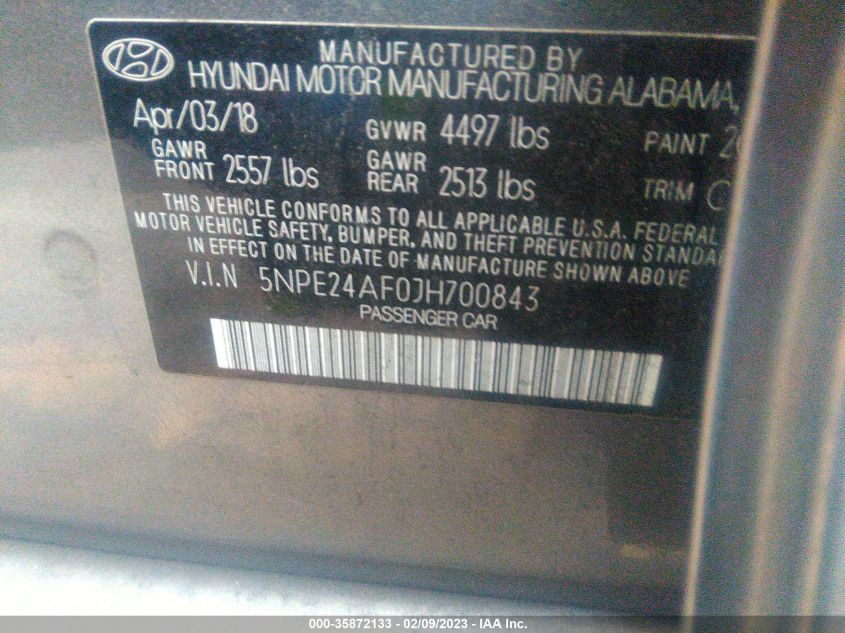 MANUFACTURED BY
HYUNDAI MOTOR MANUFACTURING ALABAMA,
Apr/03/18 GVWR 4497 lbs PAINT
GAWR FRONT 2557 lbs GAWR REAR 2513 lbs TRIM
THIS VEHICLE CONFORMS TO ALL APPLICABLE U.S.A. FEDERAL
MOTOR VEHICLE SAFETY, BUMPER, AND THEFT PREVENTION STANDA
IN EFFECT ON THE DATE OF MANUFACTURE SHOWN ABOVE
V.I.N 5NPE24AF0JH700843
PASSENGER CAR
000-35872133 - 02/09/2023 - IAA Inc.